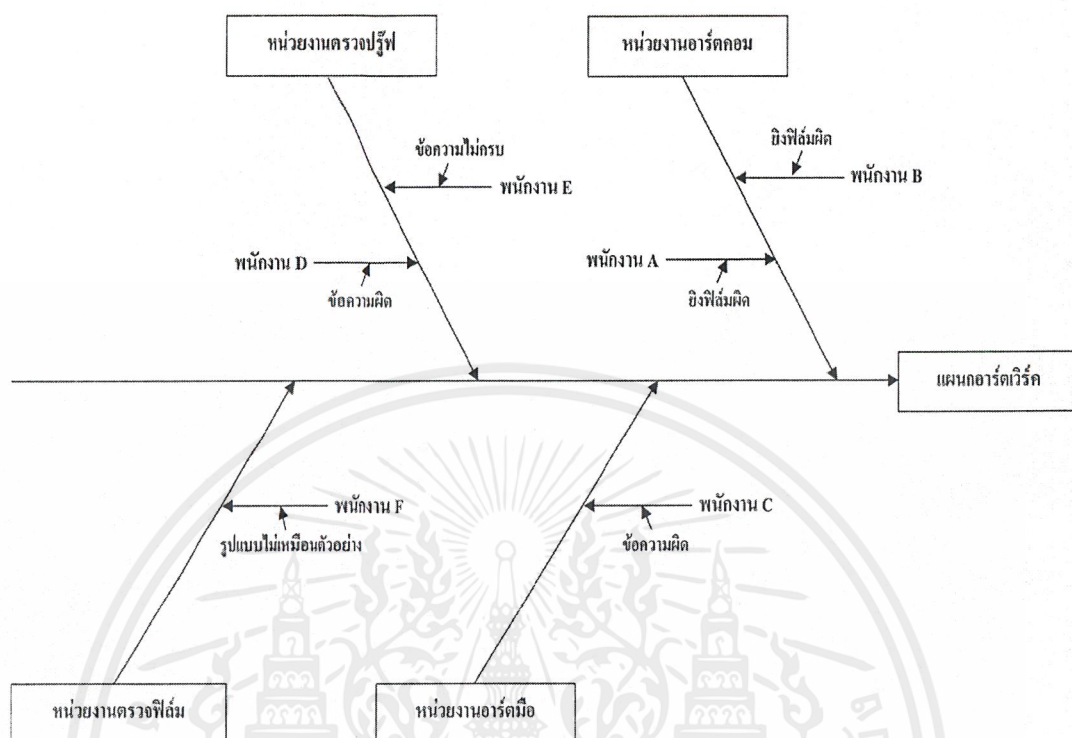 หน่วยงานตรวจปรู๊ฟ
หน่วยงานอาร์ตคอม
ข้อความไม่ครบ
พนักงาน E
ยิงฟิล์มผิด
พนักงาน B
พนักงาน D
ข้อความผิด
พนักงาน A
ยิงฟิล์มผิด
แผนกอาร์ตเวิร์ค
พนักงาน F
รูปแบบไม่เหมือนตัวอย่าง
พนักงาน C
ข้อความผิด
หน่วยงานตรวจฟิล์ม
หน่วยงานอาร์ตมือ